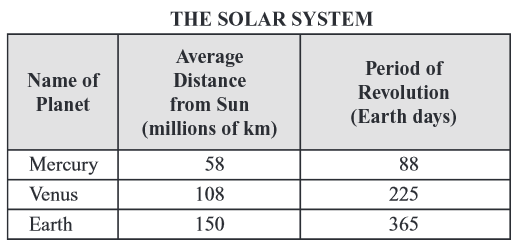 THE SOLAR SYSTEM
Name of
Planet
Average
Distance
from Sun
(millions of km)
Period of
Revolution
(Earth days)
Mercury 58 88
Venus 108 225
Earth 150 365